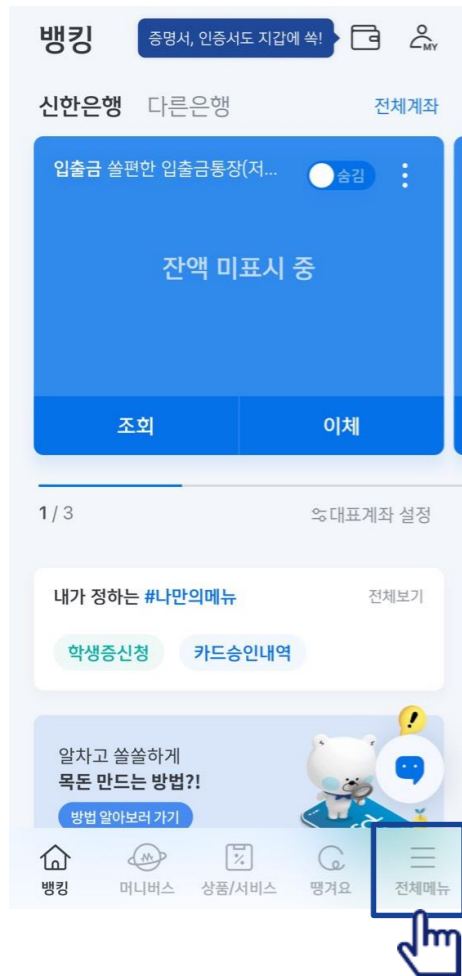 뱅킹
증명서, 인증서도 지갑에 쏙!
MY
신한은행 다른은행 전체계좌
입출금 쏠편한 입출금통장(저... 숨김
잔액 미표시 중
조회 이체
1 / 3 대표계좌 설정
내가 정하는 #나만의메뉴 전체보기
학생증신청 카드승인내역
알차고 쏠쏠하게
목돈 만드는 방법?!
방법 알아보러 가기
뱅킹 머니버스 상품/서비스 땡겨요 전체메뉴